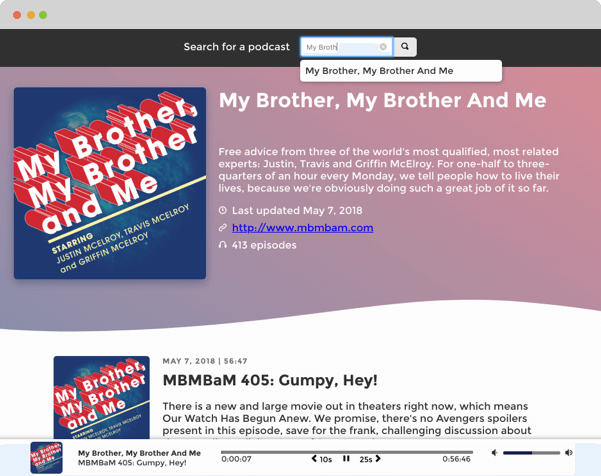 Search for a podcast
My Broth
My Brother, My Brother And Me
My Brother,
My Brother
and Me
STARRING
JUSTIN MCELROY, TRAVIS MCELROY
and GRIFFIN MCELROY
My Brother, My Brother And Me
Free advice from three of the world's most qualified, most related
experts: Justin, Travis and Griffin McElroy. For one-half to three-
quarters of an hour every Monday, we tell people how to live their
lives, because we're obviously doing such a great job of it so far.
Last updated May 7, 2018
http://www.mbmbam.com
413 episodes
My Brother,
My Brother
and Me
STARRING
JUSTIN MCELROY, TRAVIS MCELROY
and GRIFFIN MCELROY
MAY 7, 2018 | 56:47
MBMBaM 405: Gumpy, Hey!
There is a new and large movie out in theaters right now, which means
Our Watch Has Begun Anew. We promise, there's no Avengers spoilers
present in this episode, save for the frank, challenging discussion about
My Brother,
My Brother
and Me
My Brother, My Brother And Me
MBMBaM 405: Gumpy, Hey!
0:00:07
10s
25s
0:56:46